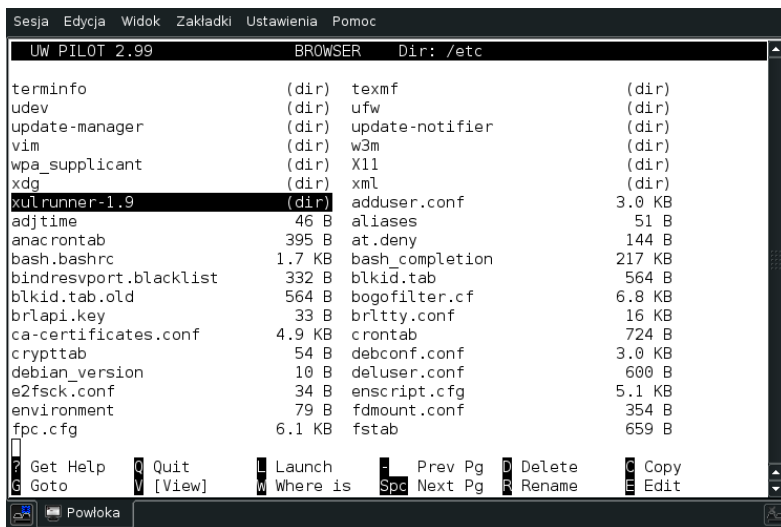 Sesja Edycja Widok Zakładki Ustawienia Pomoc
UW PILOT 2.99 BROWSER Dir: /etc
terminfo (dir) texmf (dir)
udev (dir) ufw (dir)
update-manager (dir) update-notifier (dir)
vim (dir) w3m (dir)
wpa_supplicant (dir) X11 (dir)
xdg (dir) xml (dir)
xulrunner-1.9 (dir) adduser.conf 3.0 KB
adjtime 46 B aliases 51 B
anacrontab 395 B at.deny 144 B
bash.bashrc 1.7 KB bash_completion 217 KB
bindresvport.blacklist 332 B blkid.tab 564 B
blkid.tab.old 564 B bogofilter.cf 6.8 KB
brlapi.key 33 B brltty.conf 16 KB
ca-certificates.conf 4.9 KB crontab 724 B
crypttab 54 B debconf.conf 3.0 KB
debian_version 10 B deluser.conf 600 B
e2fsck.conf 34 B enscript.cfg 5.1 KB
environment 79 B fdmount.conf 354 B
fpc.cfg 6.1 KB fstab 659 B
? Get Help Q Quit L Launch - Prev Pg D Delete C Copy
G Goto V [View] W Where is Spc Next Pg R Rename E Edit
Powłoka